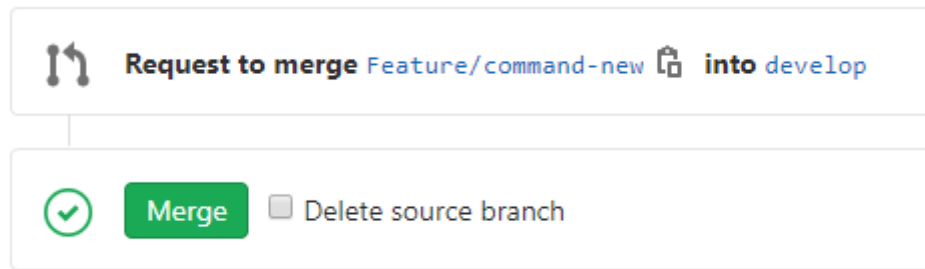 Request to merge Feature/command-new into develop
Merge Delete source branch